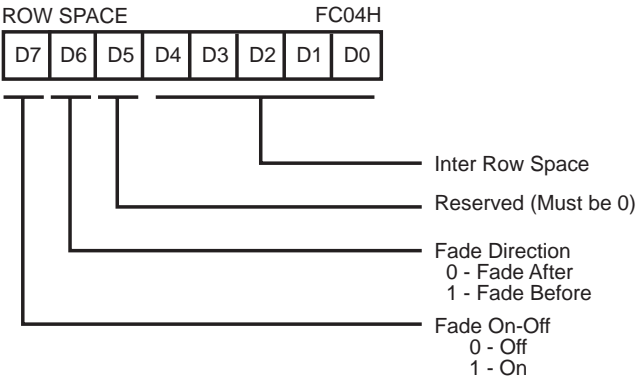 ROW SPACE FC04H
D7 D6 D5 D4 D3 D2 D1 D0
Inter Row Space
Reserved (Must be 0)
Fade Direction
0 - Fade After
1 - Fade Before
Fade On-Off
0 - Off
1 - On